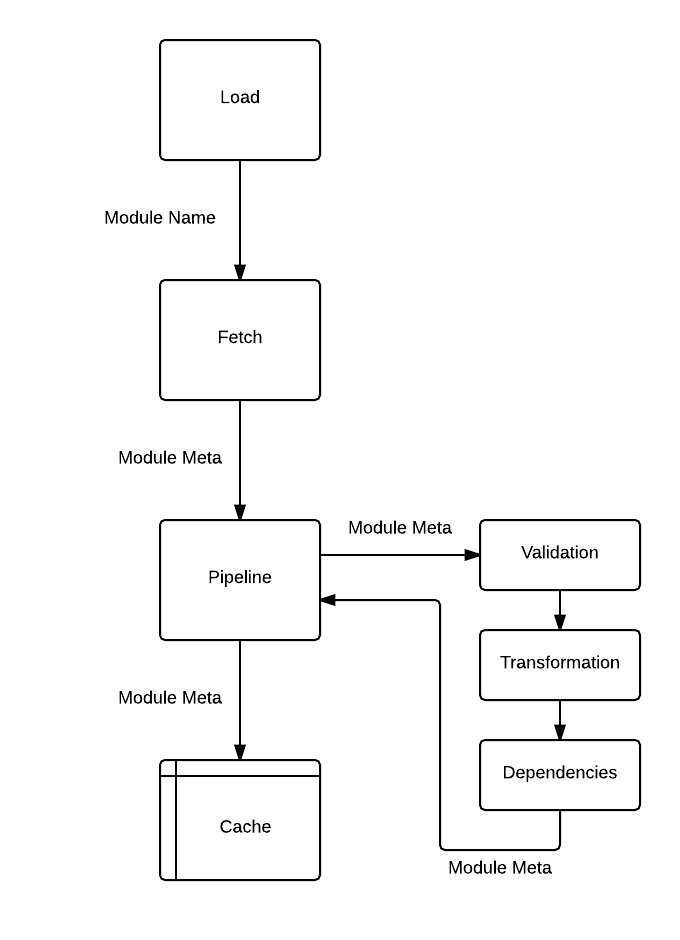 Load
Module Name
Fetch
Module Meta
Pipeline
Module Meta
Validation
Transformation
Dependencies
Module Meta
Module Meta
Cache